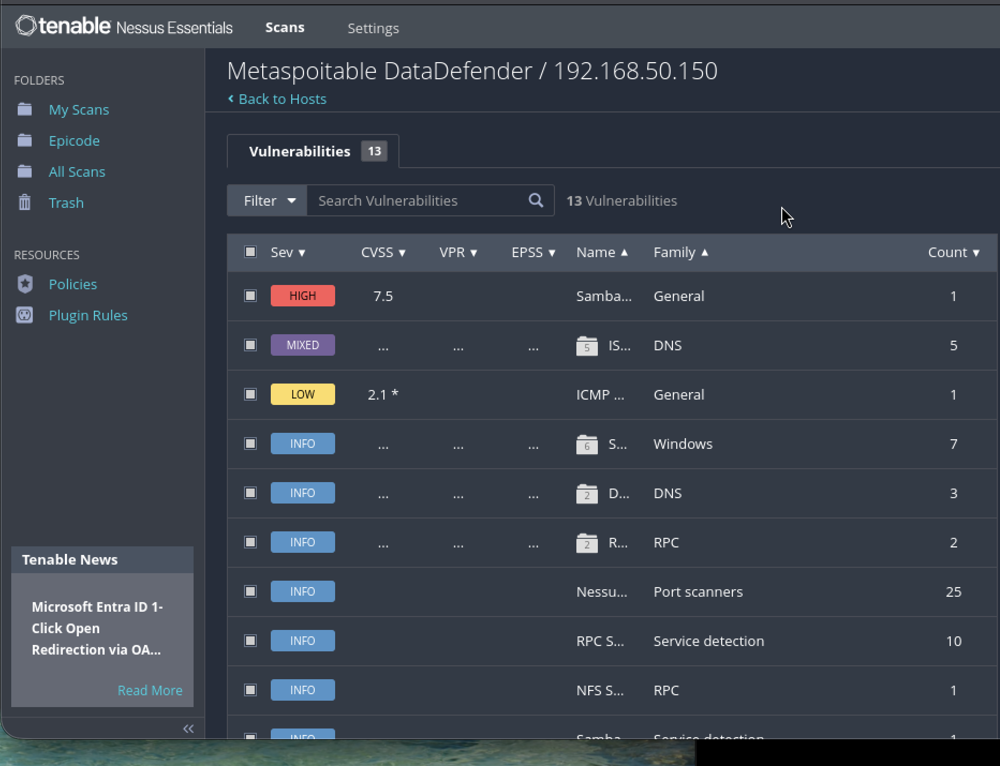 tenable Nessus Essentials Scans Settings
FOLDERS
My Scans
Epicode
All Scans
Trash
RESOURCES
Policies
Plugin Rules
Tenable News
Microsoft Entra ID 1-
Click Open
Redirection via OA...
Read More
Metaspoitable DataDefender / 192.168.50.150
Back to Hosts
Vulnerabilities 13
Filter Search Vulnerabilities 13 Vulnerabilities
Sev CVSS VPR EPSS Name Family Count
HIGH 7.5 Samba... General 1
MIXED ... ... ... 5 IS... DNS 5
LOW 2.1 * ICMP ... General 1
INFO ... ... ... 6 S... Windows 7
INFO ... ... ... 2 D... DNS 3
INFO ... ... ... 2 R... RPC 2
INFO Nessu... Port scanners 25
INFO RPC S... Service detection 10
INFO NFS S... RPC 1
INFO Samba... Service detection 1